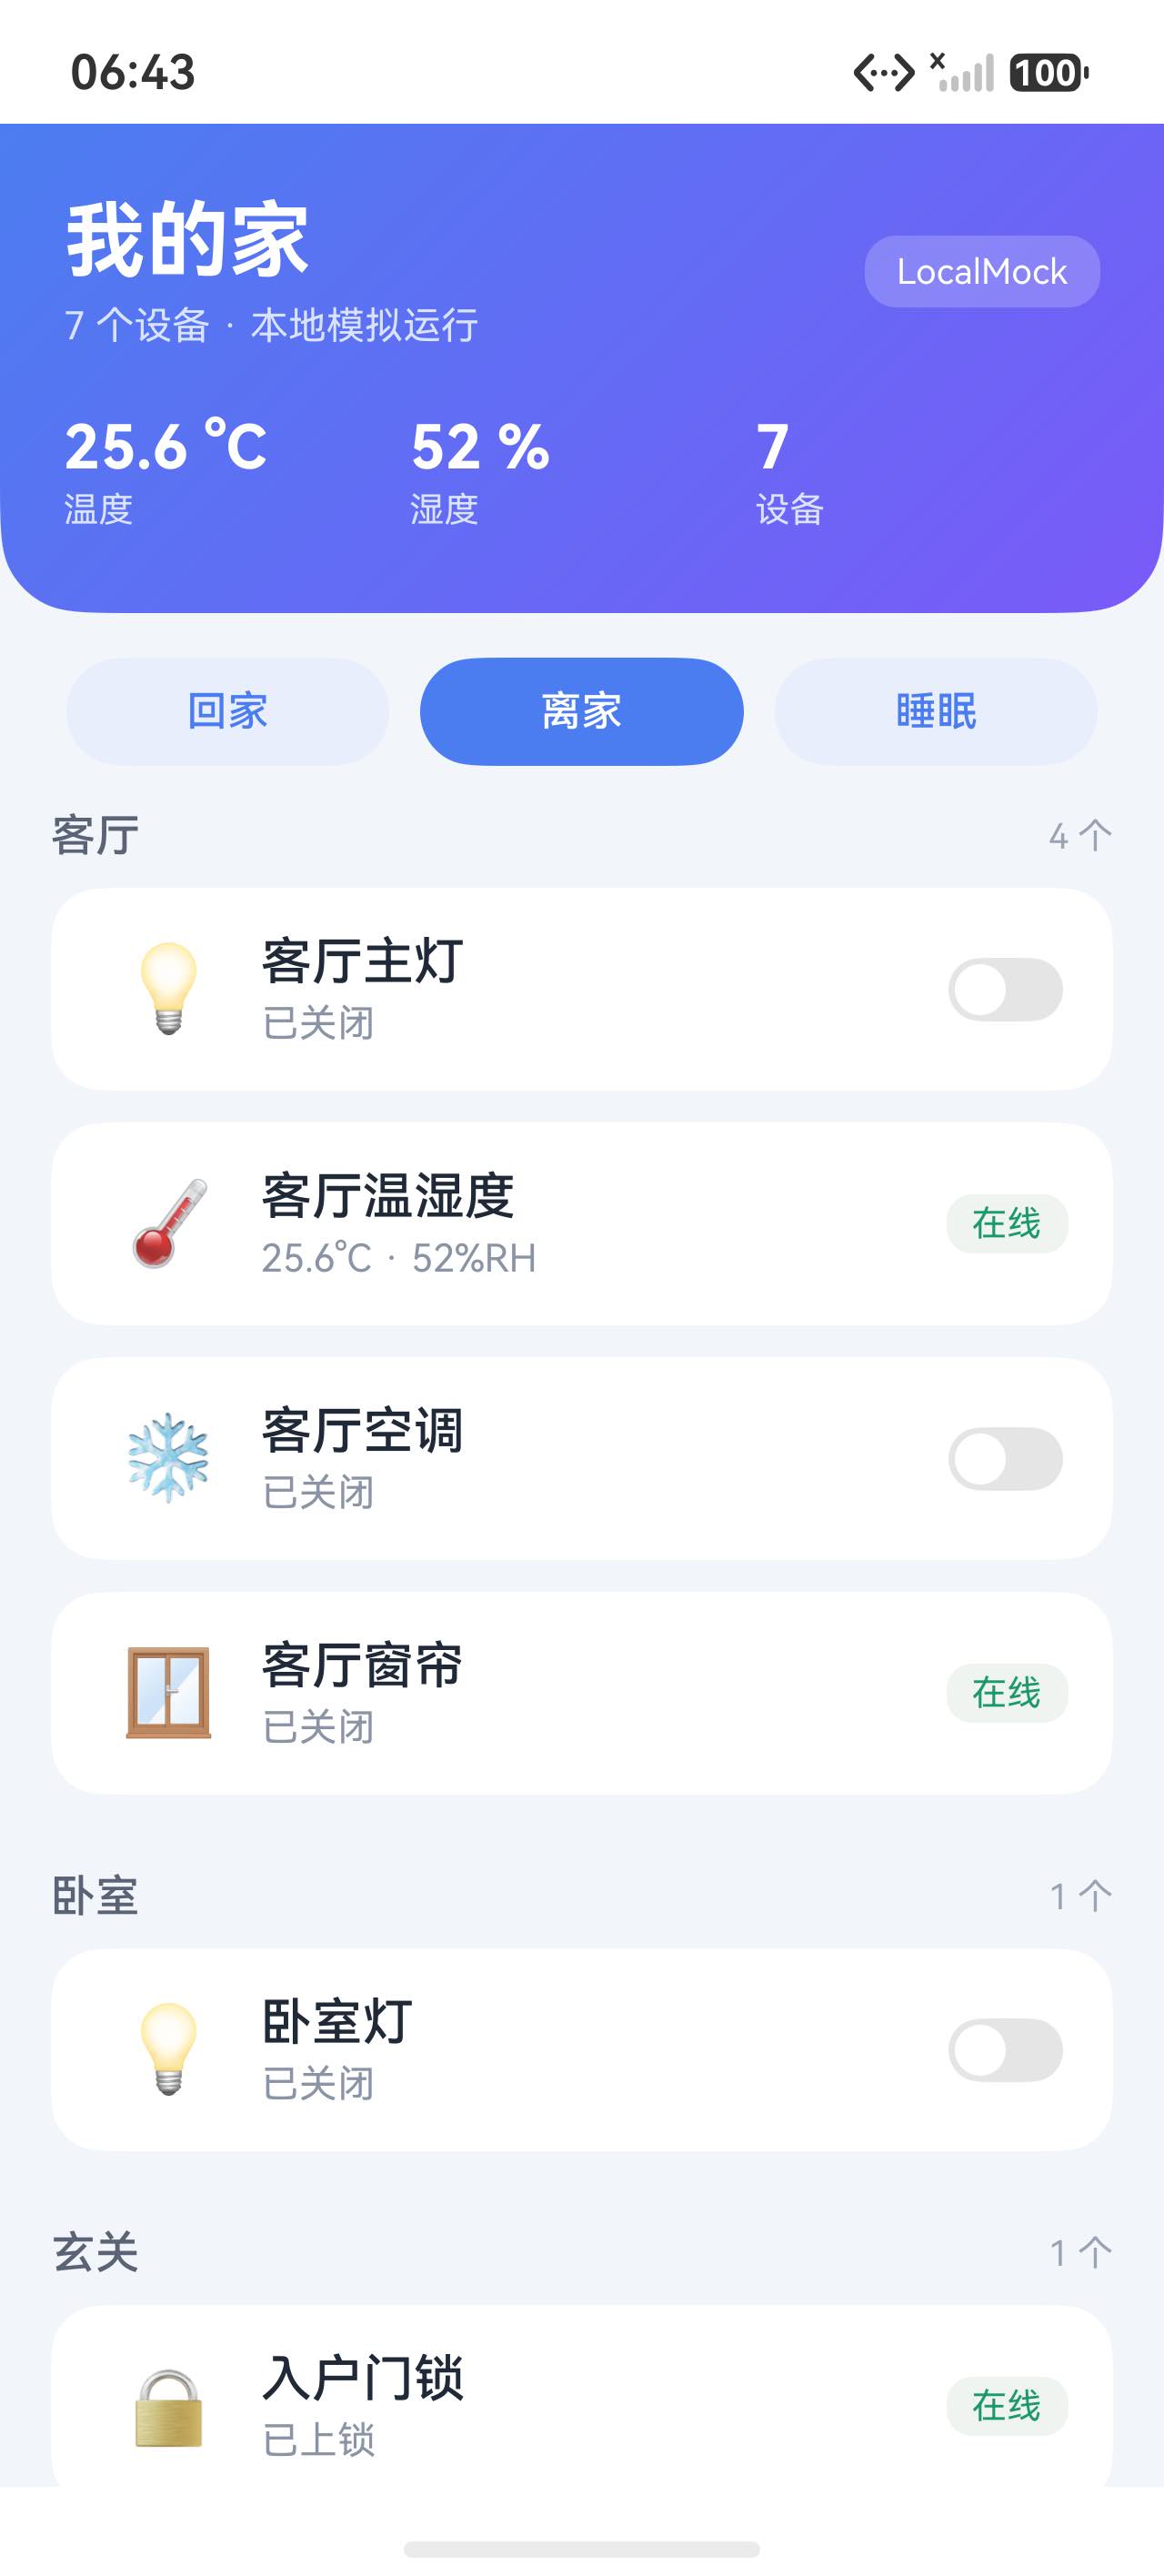 06:43
100
我的家
LocalMock
7 个设备 · 本地模拟运行
25.6 °C
52 %
7
温度
湿度
设备
回家
离家
睡眠
客厅
4 个
客厅主灯
已关闭
客厅温湿度
25.6°C · 52%RH
在线
客厅空调
已关闭
客厅窗帘
已关闭
在线
卧室
1 个
卧室灯
已关闭
玄关
1 个
入户门锁
已上锁
在线